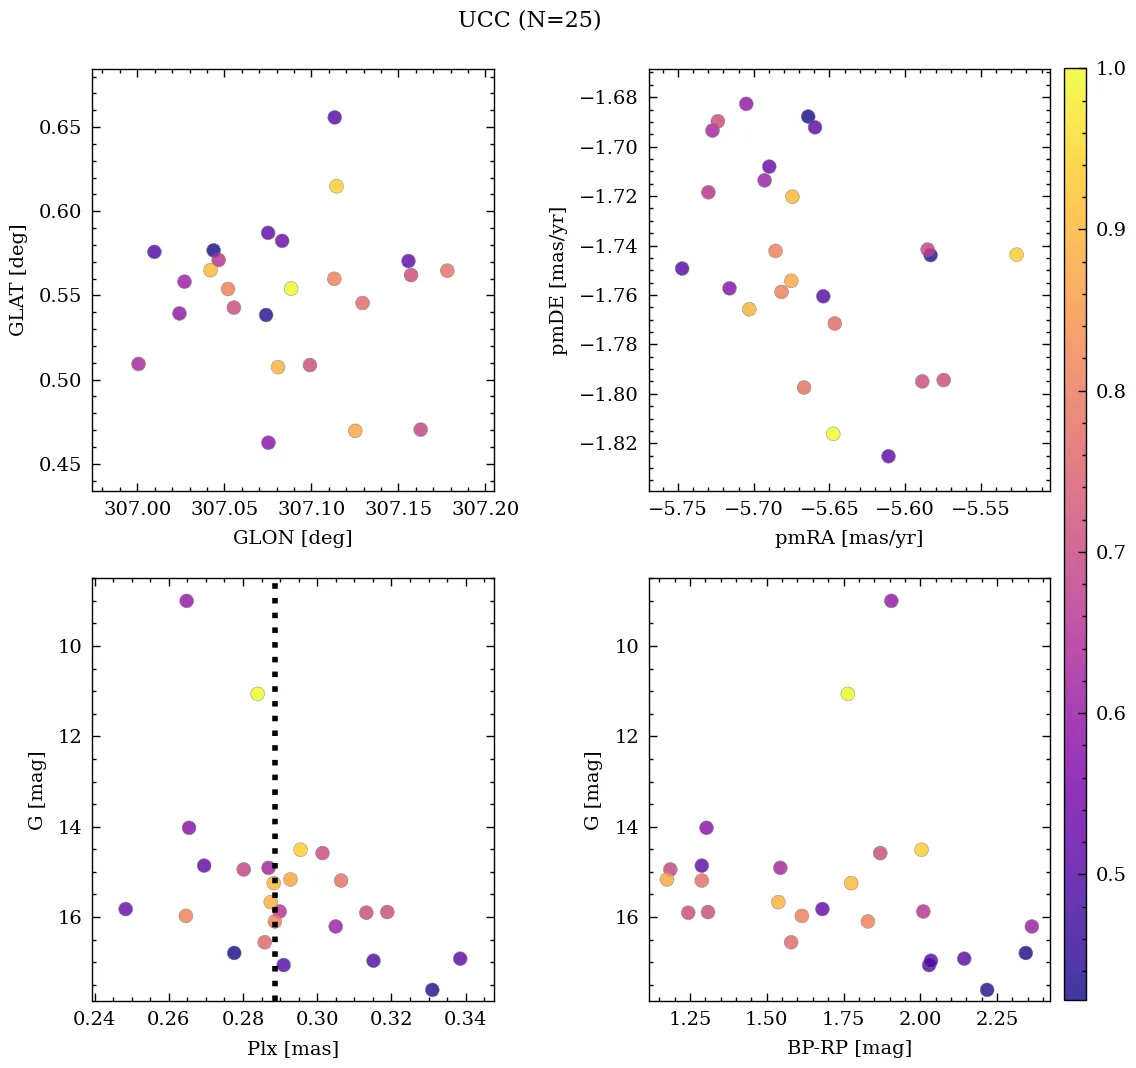 UCC (N=25)
0.65
0.60
0.55
0.50
0.45
GLAT [deg]
307.00 307.05 307.10 307.15 307.20
GLON [deg]
−1.68
−1.70
−1.72
−1.74
−1.76
−1.78
−1.80
−1.82
pmDE [mas/yr]
−5.75 −5.70 −5.65 −5.60 −5.55
pmRA [mas/yr]
1.0
0.9
0.8
0.7
0.6
0.5
10
12
14
16
G [mag]
0.24 0.26 0.28 0.30 0.32 0.34
Plx [mas]
10
12
14
16
G [mag]
1.25 1.50 1.75 2.00 2.25
BP-RP [mag]